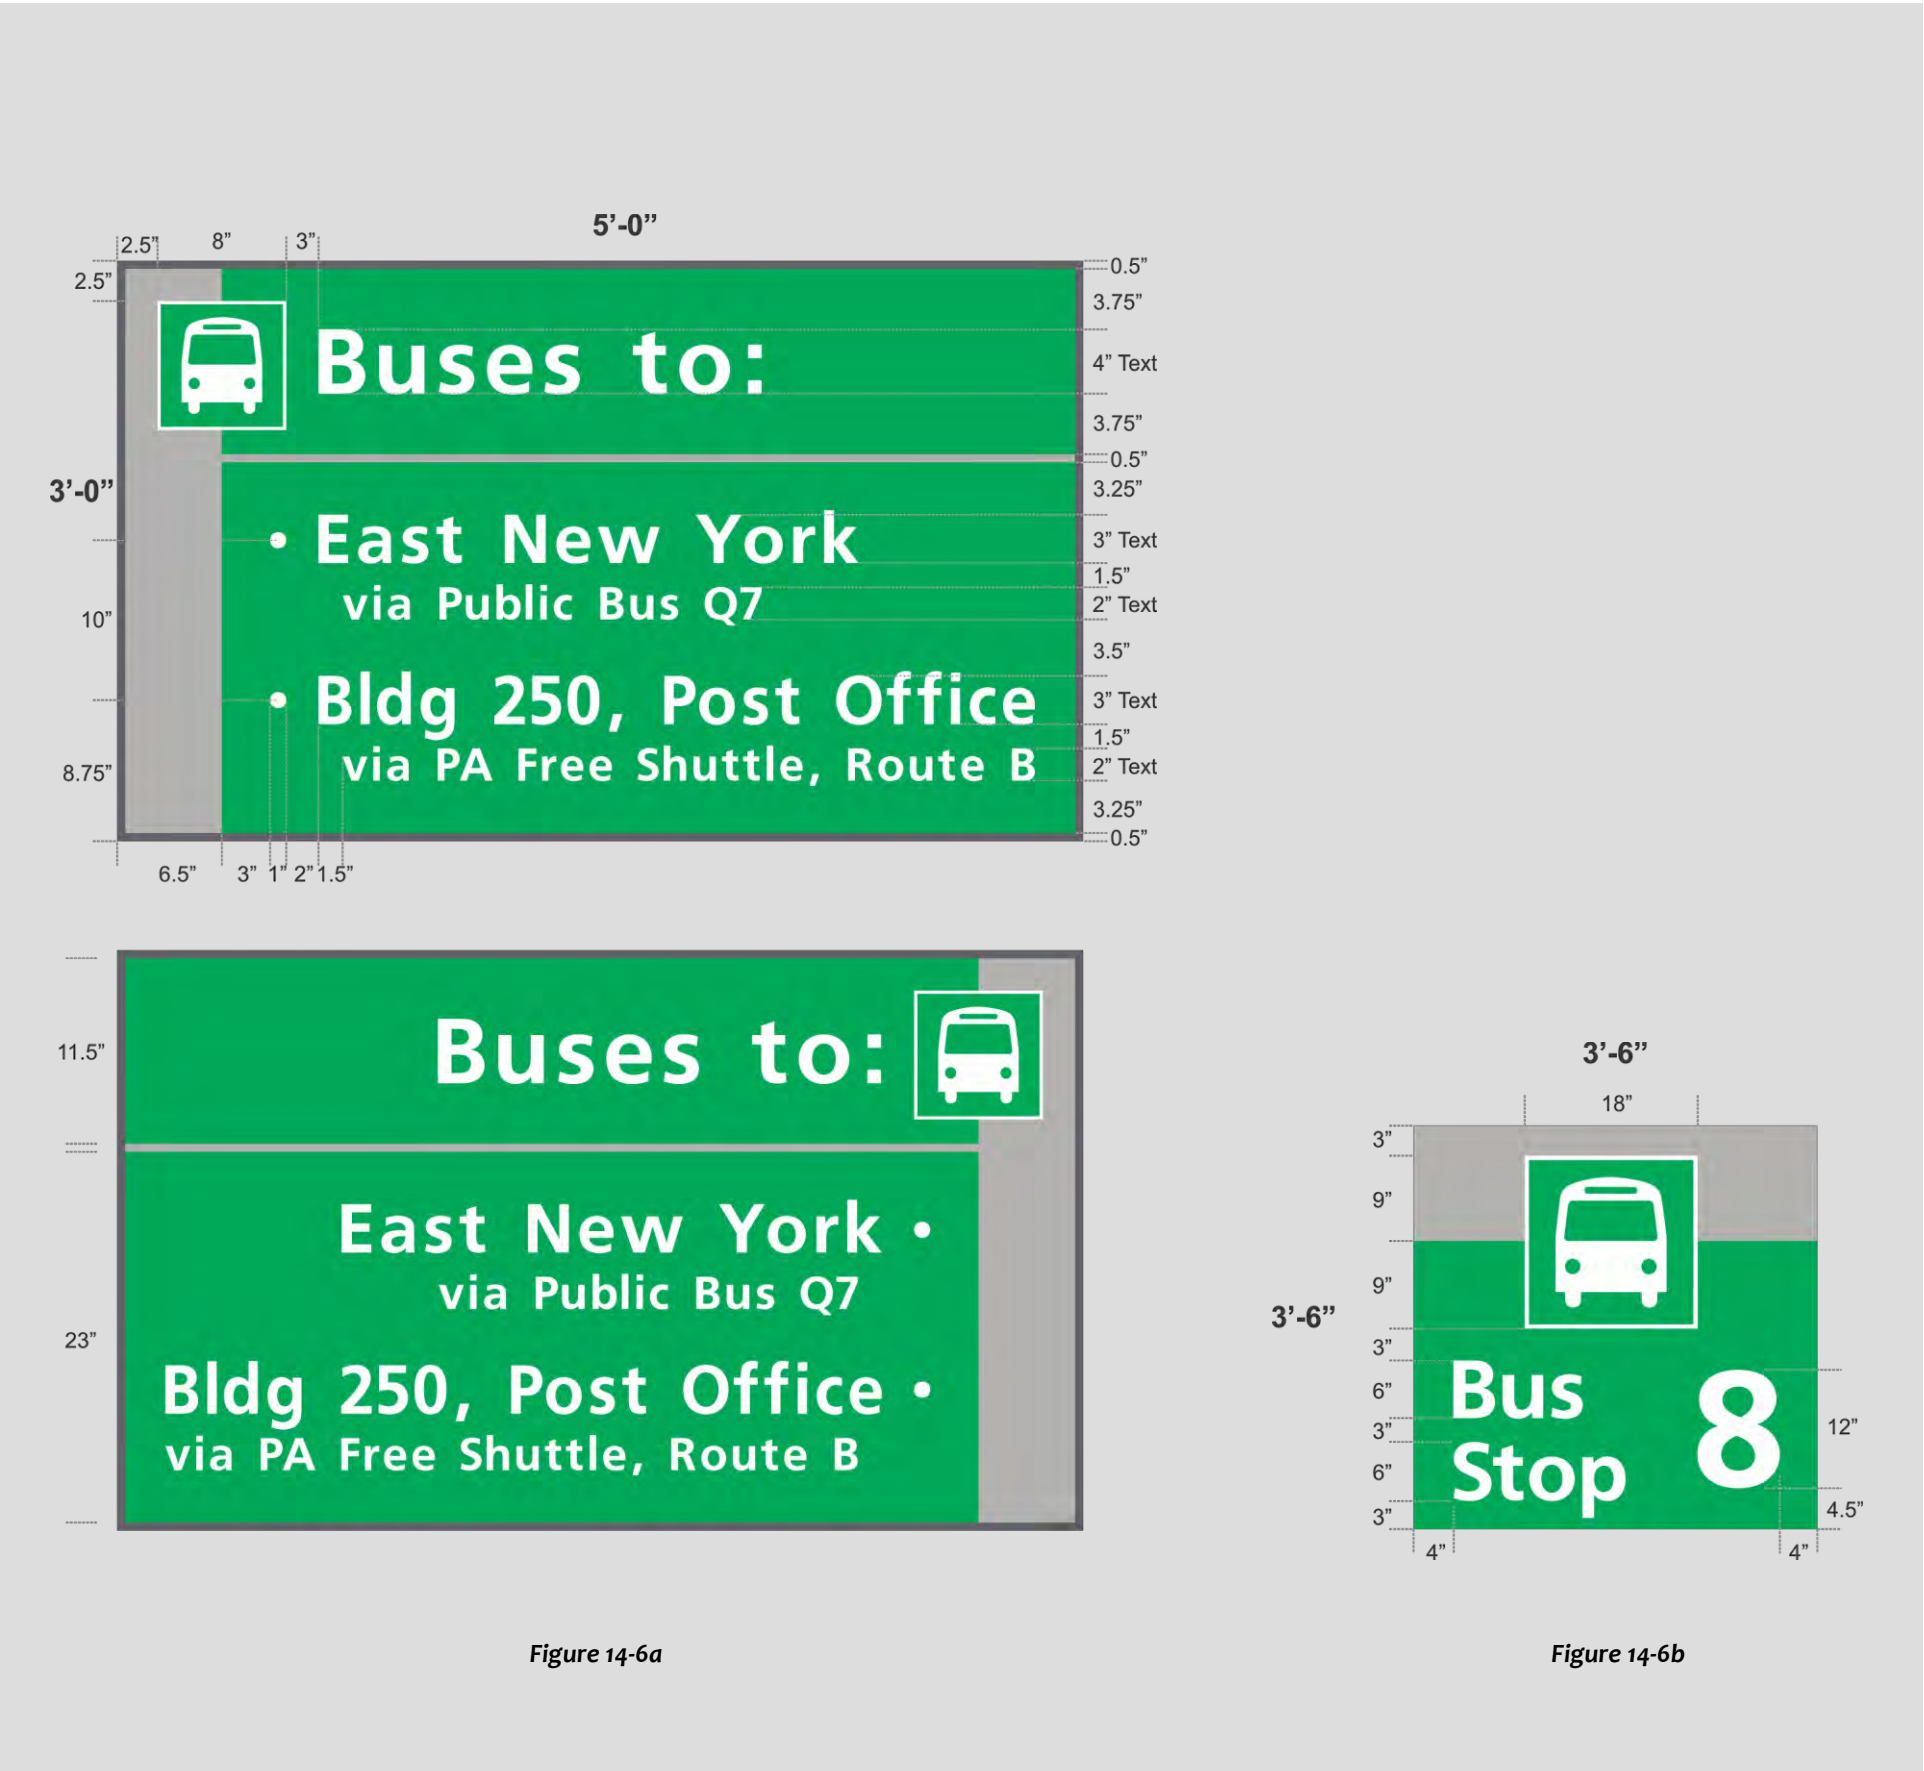 5’-0”
2.5” 8” 3”
2.5”
3’-0”
10”
8.75”
Buses to:
• East New York
via Public Bus Q7
• Bldg 250, Post Office
via PA Free Shuttle, Route B
0.5”
3.75”
4” Text
3.75”
0.5”
3.25”
3” Text
1.5”
2” Text
3.5”
3” Text
1.5”
2” Text
3.25”
0.5”
6.5” 3” 1” 2” 1.5”
11.5”
23”
Buses to:
East New York •
via Public Bus Q7
Bldg 250, Post Office •
via PA Free Shuttle, Route B
3’-6”
18”
3”
9”
9”
3’-6”
3”
6”
3”
6”
3”
Bus
Stop
8
12”
4.5”
4” 4”
Figure 14-6a
Figure 14-6b